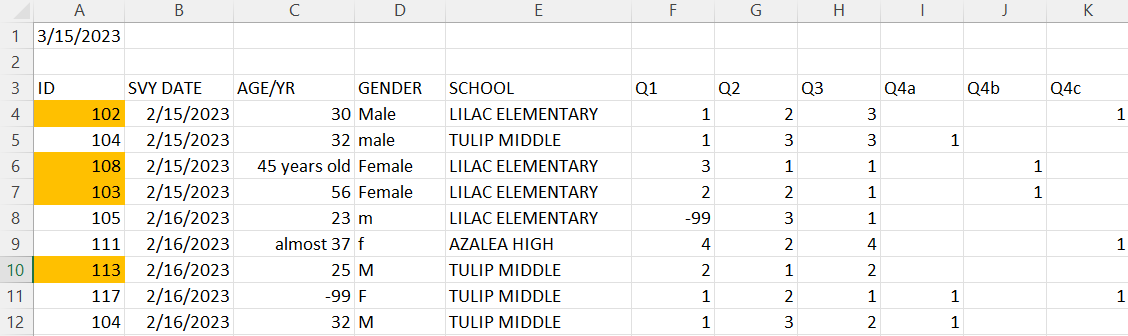 A B C D E F G H I J K
1 3/15/2023
2
3 ID SVY DATE AGE/YR GENDER SCHOOL Q1 Q2 Q3 Q4a Q4b Q4c
4 102 2/15/2023 30 Male LILAC ELEMENTARY 1 2 3 1
5 104 2/15/2023 32 male TULIP MIDDLE 1 3 3 1
6 108 2/15/2023 45 years old Female LILAC ELEMENTARY 3 1 1 1
7 103 2/15/2023 56 Female LILAC ELEMENTARY 2 2 1 1
8 105 2/16/2023 23 m LILAC ELEMENTARY -99 3 1
9 111 2/16/2023 almost 37 f AZALEA HIGH 4 2 4 1
10 113 2/16/2023 25 M TULIP MIDDLE 2 1 2
11 117 2/16/2023 -99 F TULIP MIDDLE 1 2 1 1 1
12 104 2/16/2023 32 M TULIP MIDDLE 1 3 2 1